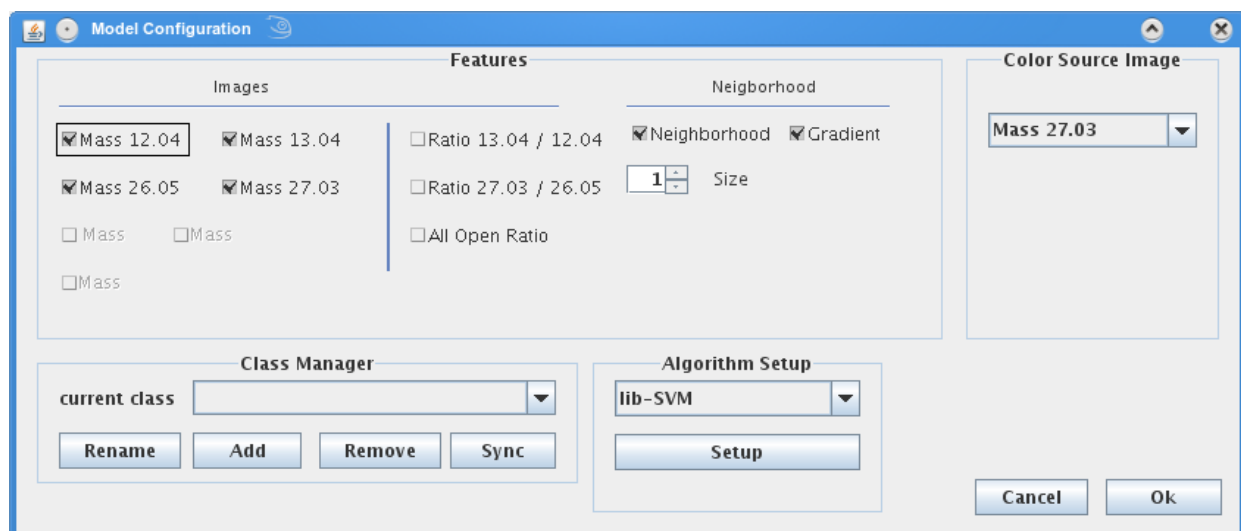 Model Configuration
Features
Images
Neigborhood
Mass 12.04 Mass 13.04 Ratio 13.04 / 12.04 Neighborhood Gradient
Mass 26.05 Mass 27.03 Ratio 27.03 / 26.05 1 Size
Mass Mass All Open Ratio
Mass
Color Source Image
Mass 27.03
Class Manager
current class
Rename Add Remove Sync
Algorithm Setup
lib-SVM
Setup
Cancel Ok